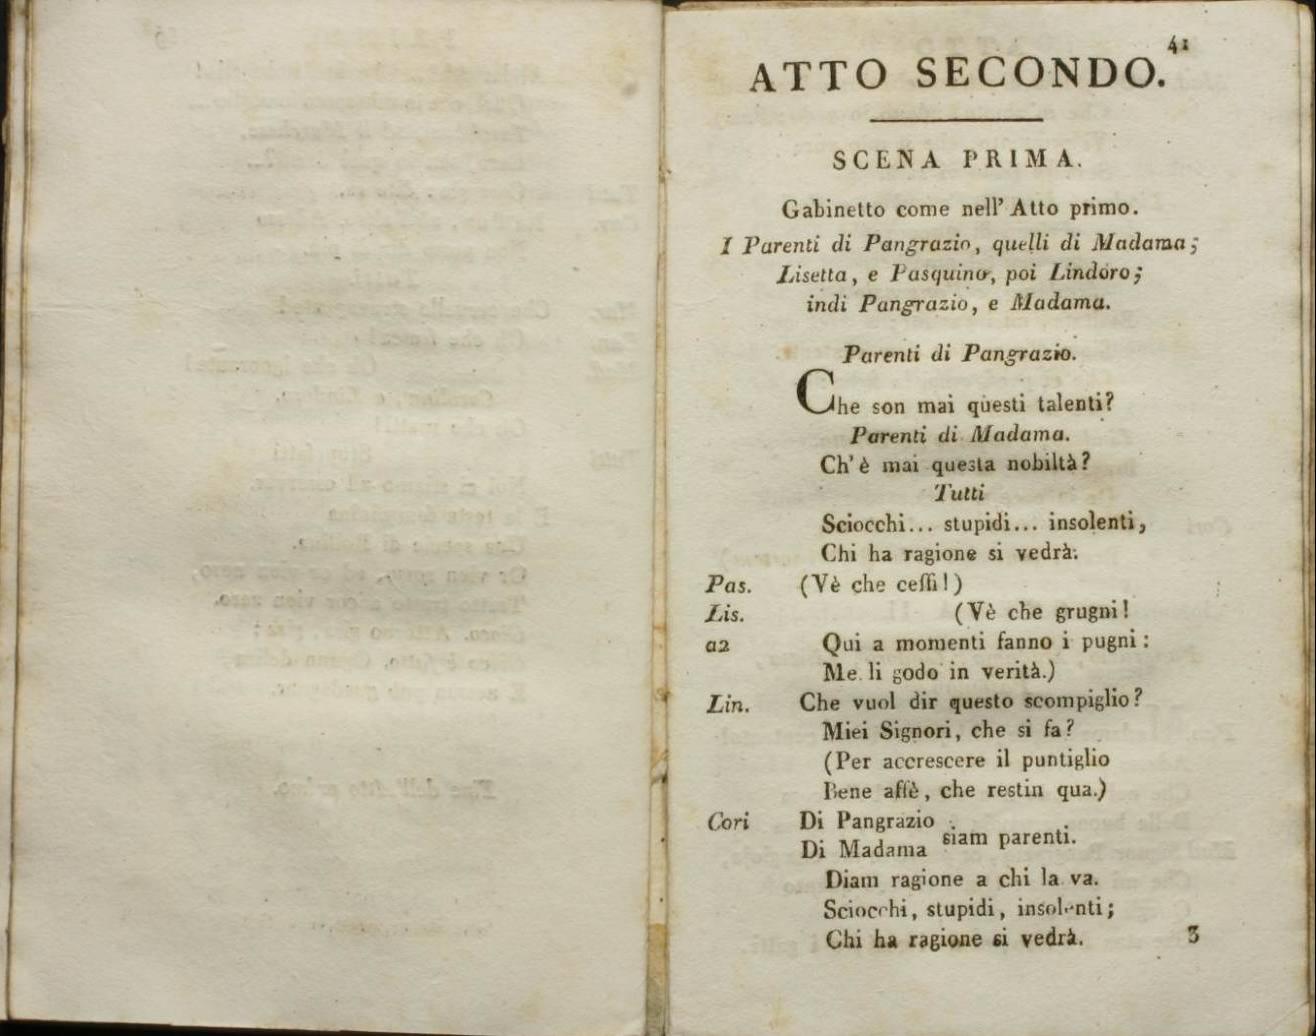 41
ATTO SECONDO.
SCENA PRIMA.
Gabinetto come nell' Atto primo.
I Parenti di Pangrazio, quelli di Madama;
Lisetta, e Pasquino, poi Lindoro;
indi Pangrazio, e Madama.
Parenti di Pangrazio.
Che son mai questi talenti?
Parenti di Madama.
Ch' è mai questa nobiltà?
Tutti
Sciocchi... stupidi... insolenti,
Chi ha ragione si vedrà.
Pas. (Vè che ceffi!)
Lis. (Vè che grugni!
a2 Qui a momenti fanno i pugni:
Me li godo in verità.)
Lin. Che vuol dir questo scompiglio?
Miei Signori, che si fa?
(Per accrescere il puntiglio
Bene affè, che restin qua.)
Cori Di Pangrazio
Di Madama siam parenti.
Diam ragione a chi la va.
Sciocchi, stupidi, insolenti;
Chi ha ragione si vedrà.
3